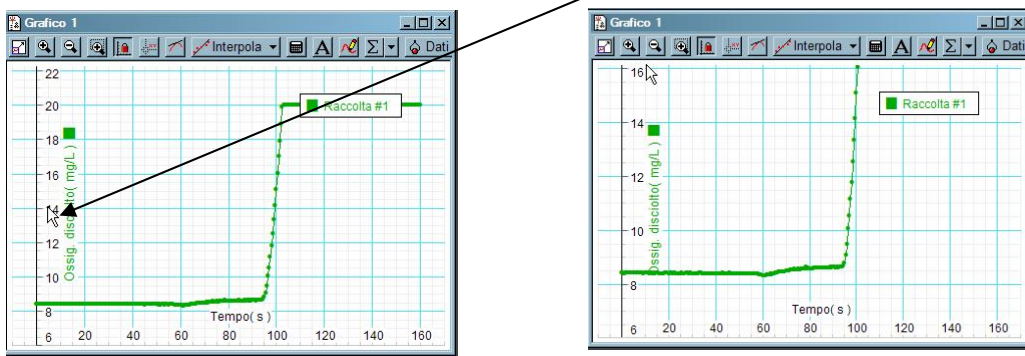 Grafico 1
Interpola
A
Σ
Dati
22
20
18
16
14
12
10
8
6
Ossig. disciolto( mg/L )
Raccolta #1
Tempo( s )
20 40 60 80 100 120 140 160
Grafico 1
Interpola
A
Σ
Dati
16
14
12
10
8
6
Ossig. disciolto( mg/L )
Raccolta #1
Tempo( s )
20 40 60 80 100 120 140 160